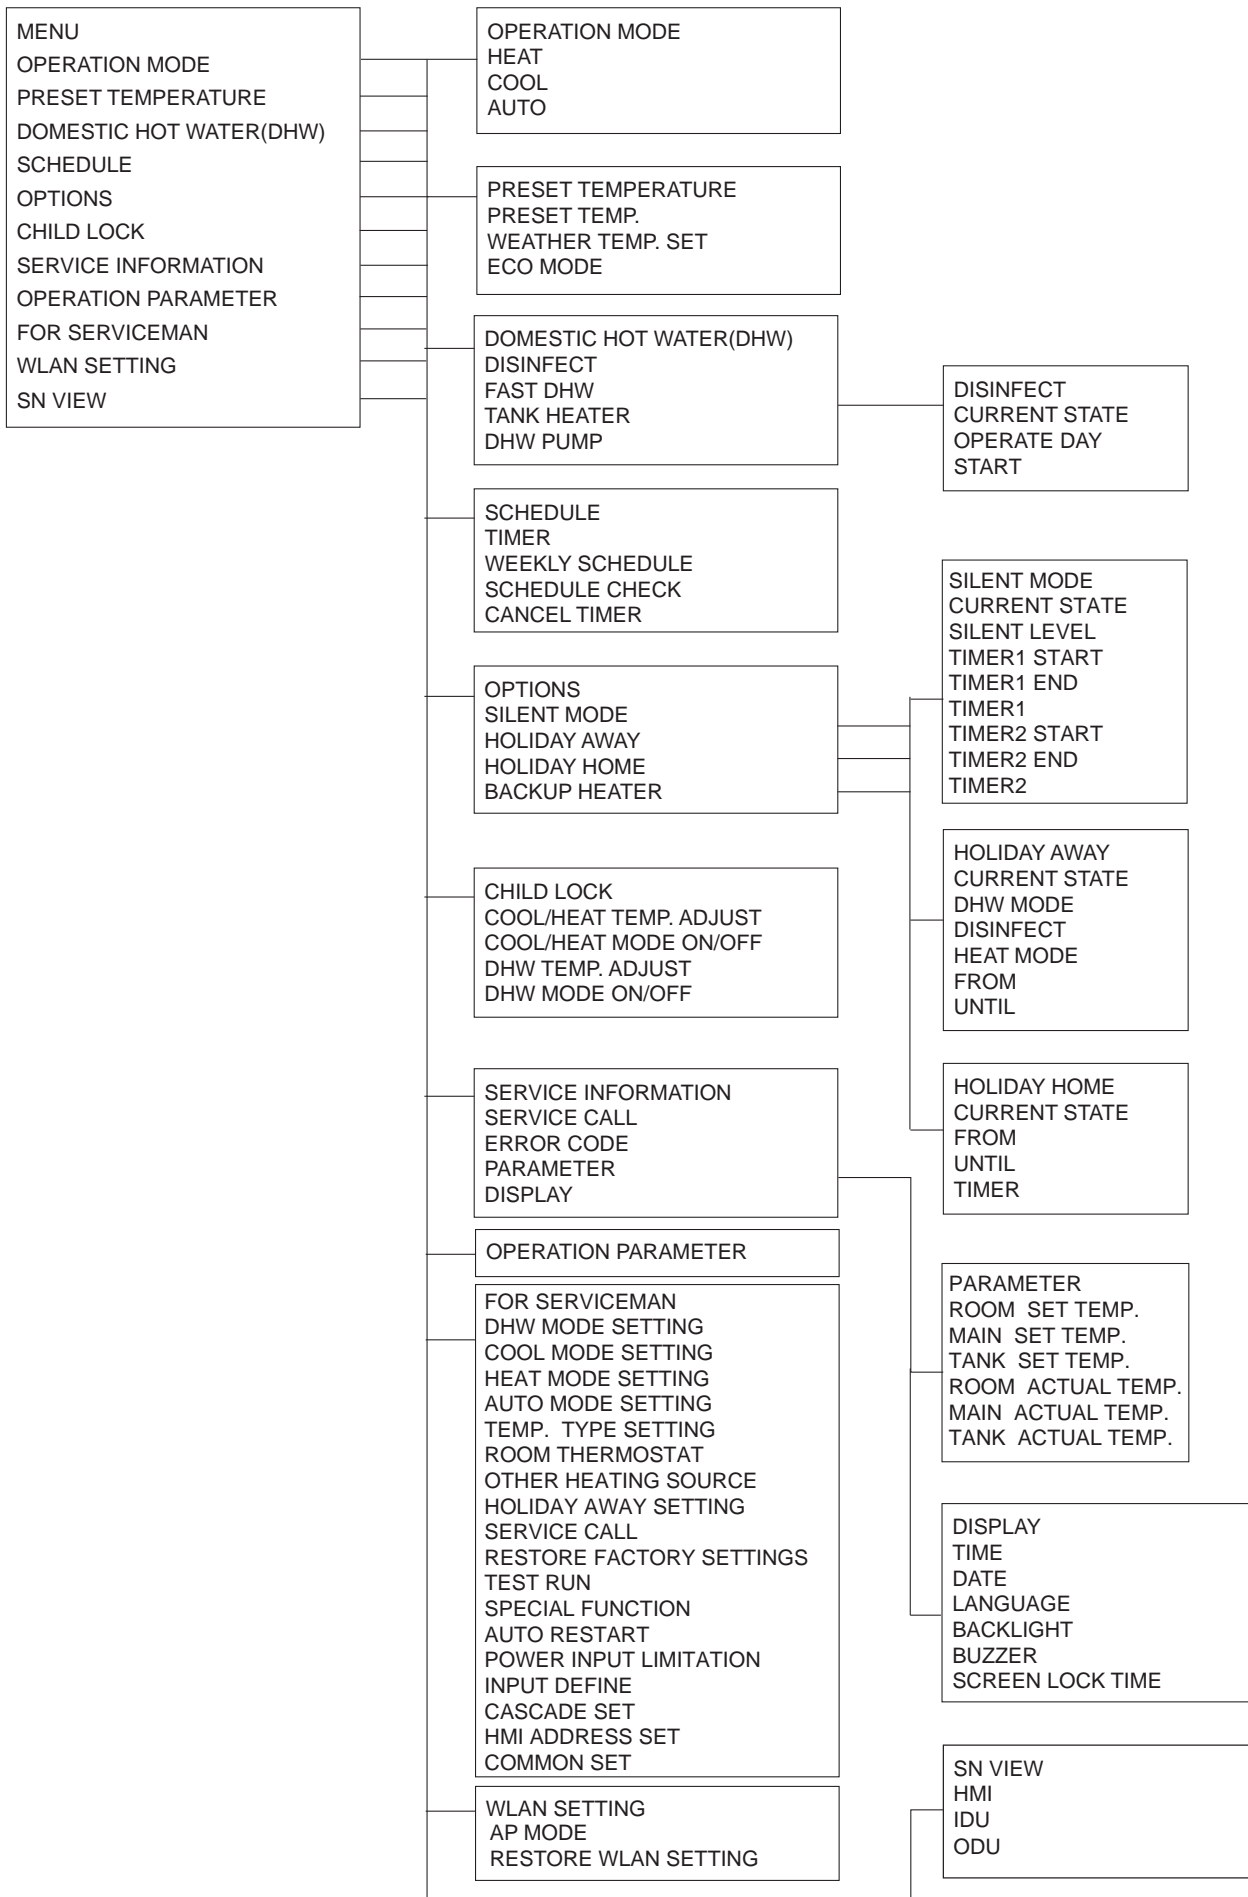 MENU
OPERATION MODE
PRESET TEMPERATURE
DOMESTIC HOT WATER(DHW)
SCHEDULE
OPTIONS
CHILD LOCK
SERVICE INFORMATION
OPERATION PARAMETER
FOR SERVICEMAN
WLAN SETTING
SN VIEW
OPERATION MODE
HEAT
COOL
AUTO
PRESET TEMPERATURE
PRESET TEMP.
WEATHER TEMP. SET
ECO MODE
DOMESTIC HOT WATER(DHW)
DISINFECT
FAST DHW
TANK HEATER
DHW PUMP
SCHEDULE
TIMER
WEEKLY SCHEDULE
SCHEDULE CHECK
CANCEL TIMER
OPTIONS
SILENT MODE
HOLIDAY AWAY
HOLIDAY HOME
BACKUP HEATER
CHILD LOCK
COOL/HEAT TEMP. ADJUST
COOL/HEAT MODE ON/OFF
DHW TEMP. ADJUST
DHW MODE ON/OFF
SERVICE INFORMATION
SERVICE CALL
ERROR CODE
PARAMETER
DISPLAY
OPERATION PARAMETER
FOR SERVICEMAN
DHW MODE SETTING
COOL MODE SETTING
HEAT MODE SETTING
AUTO MODE SETTING
TEMP. TYPE SETTING
ROOM THERMOSTAT
OTHER HEATING SOURCE
HOLIDAY AWAY SETTING
SERVICE CALL
RESTORE FACTORY SETTINGS
TEST RUN
SPECIAL FUNCTION
AUTO RESTART
POWER INPUT LIMITATION
INPUT DEFINE
CASCADE SET
HMI ADDRESS SET
COMMON SET
WLAN SETTING
AP MODE
RESTORE WLAN SETTING
DISINFECT
CURRENT STATE
OPERATE DAY
START
SILENT MODE
CURRENT STATE
SILENT LEVEL
TIMER1 START
TIMER1 END
TIMER1
TIMER2 START
TIMER2 END
TIMER2
HOLIDAY AWAY
CURRENT STATE
DHW MODE
DISINFECT
HEAT MODE
FROM
UNTIL
HOLIDAY HOME
CURRENT STATE
FROM
UNTIL
TIMER
PARAMETER
ROOM SET TEMP.
MAIN SET TEMP.
TANK SET TEMP.
ROOM ACTUAL TEMP.
MAIN ACTUAL TEMP.
TANK ACTUAL TEMP.
DISPLAY
TIME
DATE
LANGUAGE
BACKLIGHT
BUZZER
SCREEN LOCK TIME
SN VIEW
HMI
IDU
ODU